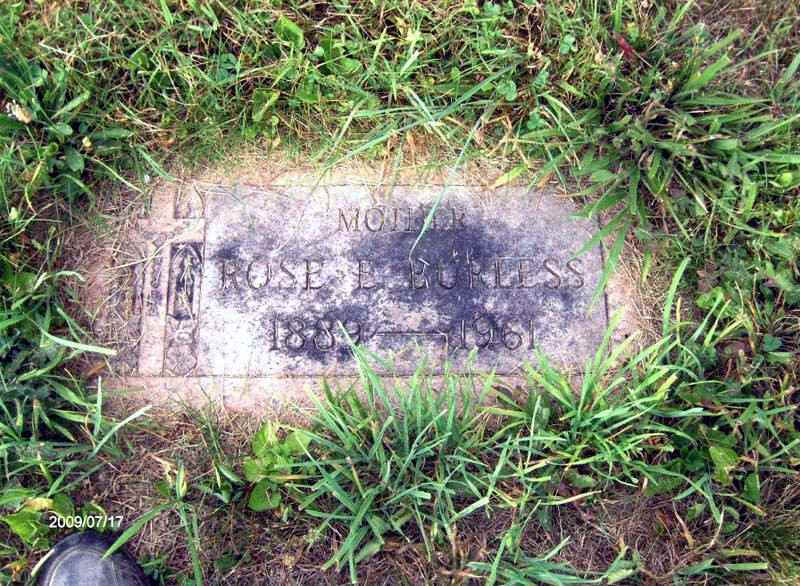 MOTHER
ROSE E. BURLESS
1889 — 1961
2009/07/17